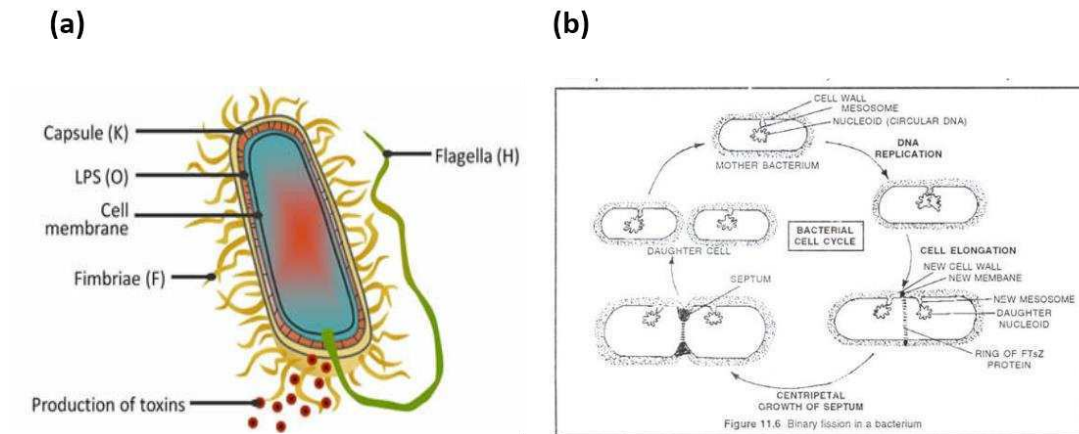 (a)
Capsule (K)
LPS (O)
Cell
membrane
Fimbriae (F)
Production of toxins
Flagella (H)
(b)
CELL WALL
MESOSOME
NUCLEOID (CIRCULAR DNA)
MOTHER BACTERIUM
DNA
REPLICATION
DAUGHTER CELL
BACTERIAL
CELL CYCLE
CELL ELONGATION
NEW CELL WALL
NEW MEMBANE
NEW MESOSOME
DAUGHTER
NUCLEOID
SEPTUM
RING OF FTsZ
PROTEIN
CENTRIPETAL
GROWTH OF SEPTUM
Figure 11.6 Binary fission in a bacterium